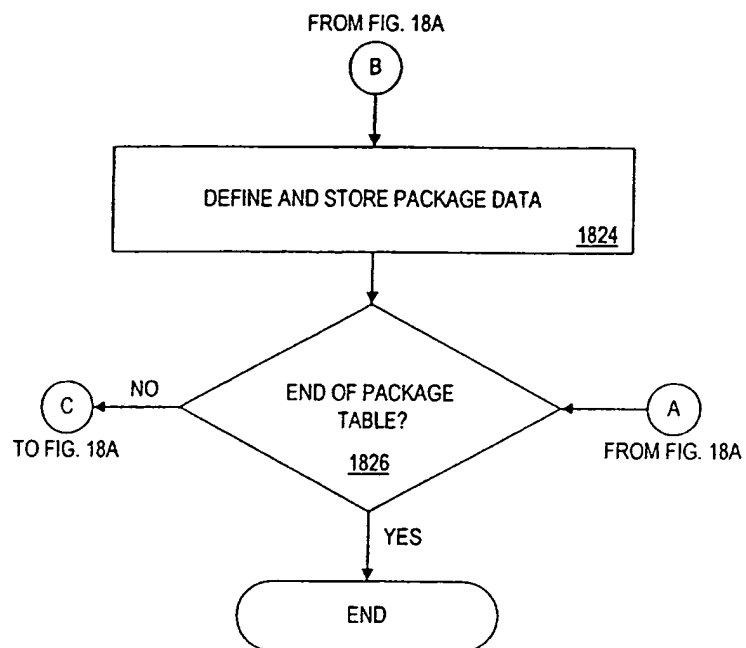 FROM FIG. 18A
B
DEFINE AND STORE PACKAGE DATA
1824
END OF PACKAGE
TABLE?
1826
NO
C
TO FIG. 18A
A
FROM FIG. 18A
YES
END